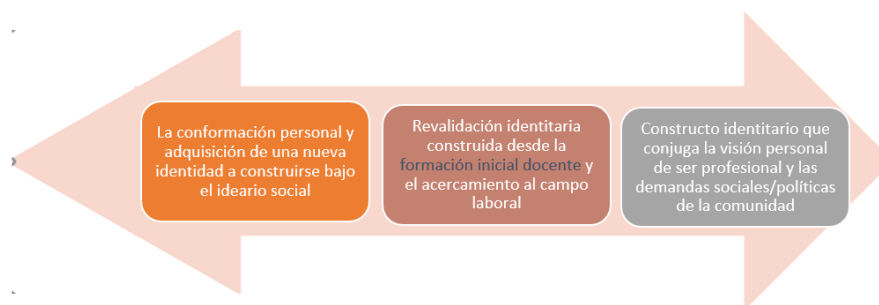 La conformación personal y
adquisición de una nueva
identidad a construirse bajo
el ideario social
Revalidación identitaria
construida desde la
formación inicial docente y
el acercamiento al campo
laboral
Constructo identitario que
conjuga la visión personal
de ser profesional y las
demandas sociales/políticas
de la comunidad